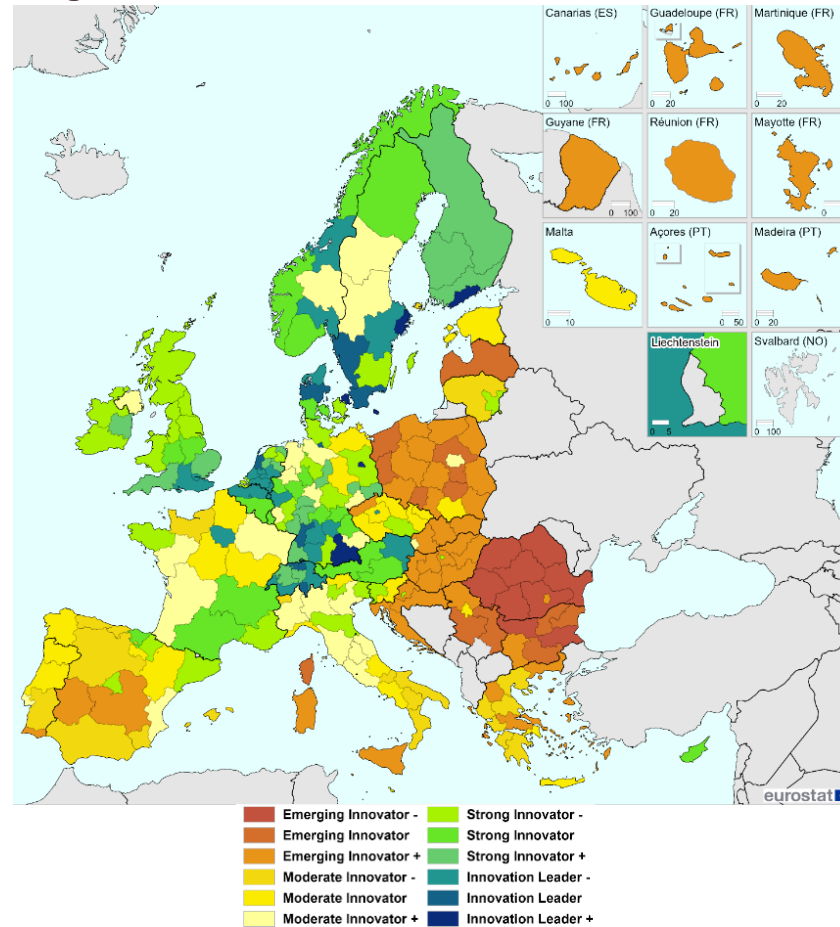 Canarias (ES)
0 100
Guadeloupe (FR)
0 20
Martinique (FR)
0 20
Guyane (FR)
0 100
Réunion (FR)
0 20
Mayotte (FR)
0
Malta
0 10
Açores (PT)
0 50
Madeira (PT)
0 20
Liechtenstein
0 5
Svalbard (NO)
0 100
eurostat
Emerging Innovator -
Emerging Innovator
Emerging Innovator +
Moderate Innovator -
Moderate Innovator
Moderate Innovator +
Strong Innovator -
Strong Innovator
Strong Innovator +
Innovation Leader -
Innovation Leader
Innovation Leader +